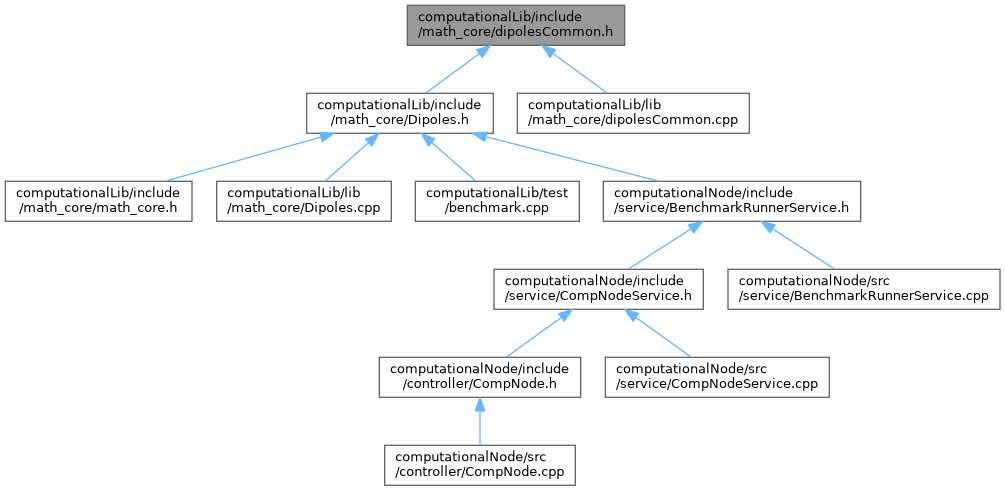 computationalLib/include
/math_core/dipolesCommon.h
computationalLib/include
/math_core/Dipoles.h
computationalLib/lib
/math_core/dipolesCommon.cpp
computationalLib/include
/math_core/math_core.h
computationalLib/lib
/math_core/Dipoles.cpp
computationalLib/test
/benchmark.cpp
computationalNode/include
/service/BenchmarkRunnerService.h
computationalNode/include
/service/CompNodeService.h
computationalNode/src
/service/BenchmarkRunnerService.cpp
computationalNode/include
/controller/CompNode.h
computationalNode/src
/service/CompNodeService.cpp
computationalNode/src
/controller/CompNode.cpp